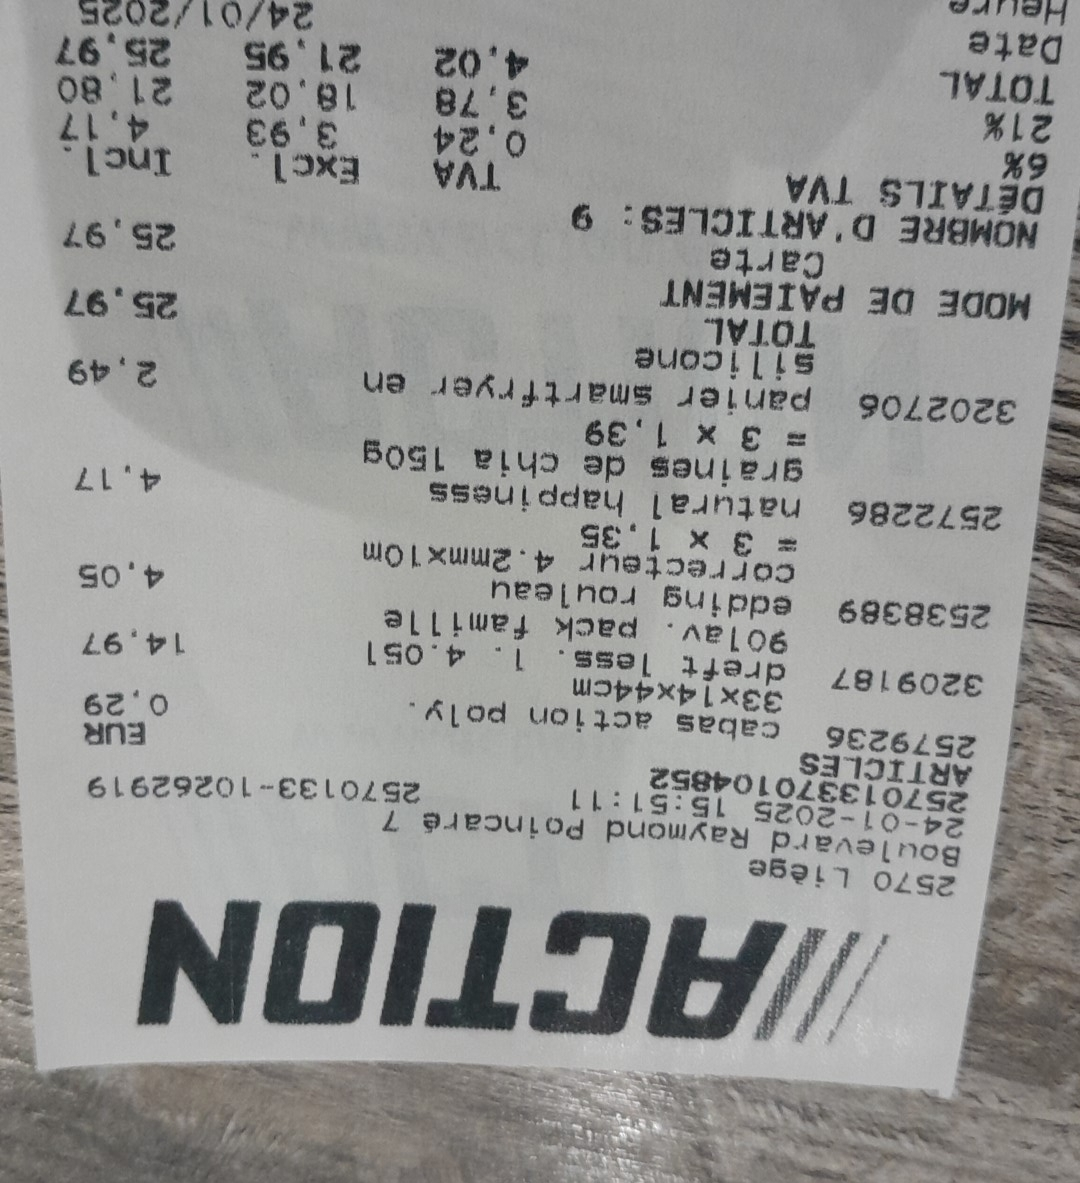 ACTION
2570 Liège
Boulevard Raymond Poincaré 7
24-01-2025 15:51:11 2570133-10262919
2570133701048​52
ARTICLES EUR
2579236 cabas action poly. 0,29
33x14x44cm
3209187 dreft less. l. 4.05l 14,97
90lav. pack famille
2538389 edding rouleau 4,05
correcteur 4.2mmx10m
= 3 x 1,35
2572286 natural happiness 4,17
graines de chia 150g
= 3 x 1,39
3202706 panier smartfryer en 2,49
silicone
TOTAL 25,97
MODE DE PAIEMENT
Carte 25,97
NOMBRE D'ARTICLES: 9
DÉTAILS TVA
TVA Excl. Incl.
6% 0,24 3,93 4,17
21% 3,78 18,02 21,80
TOTAL 4,02 21,95 25,97
Date 24/01/2025
Heure